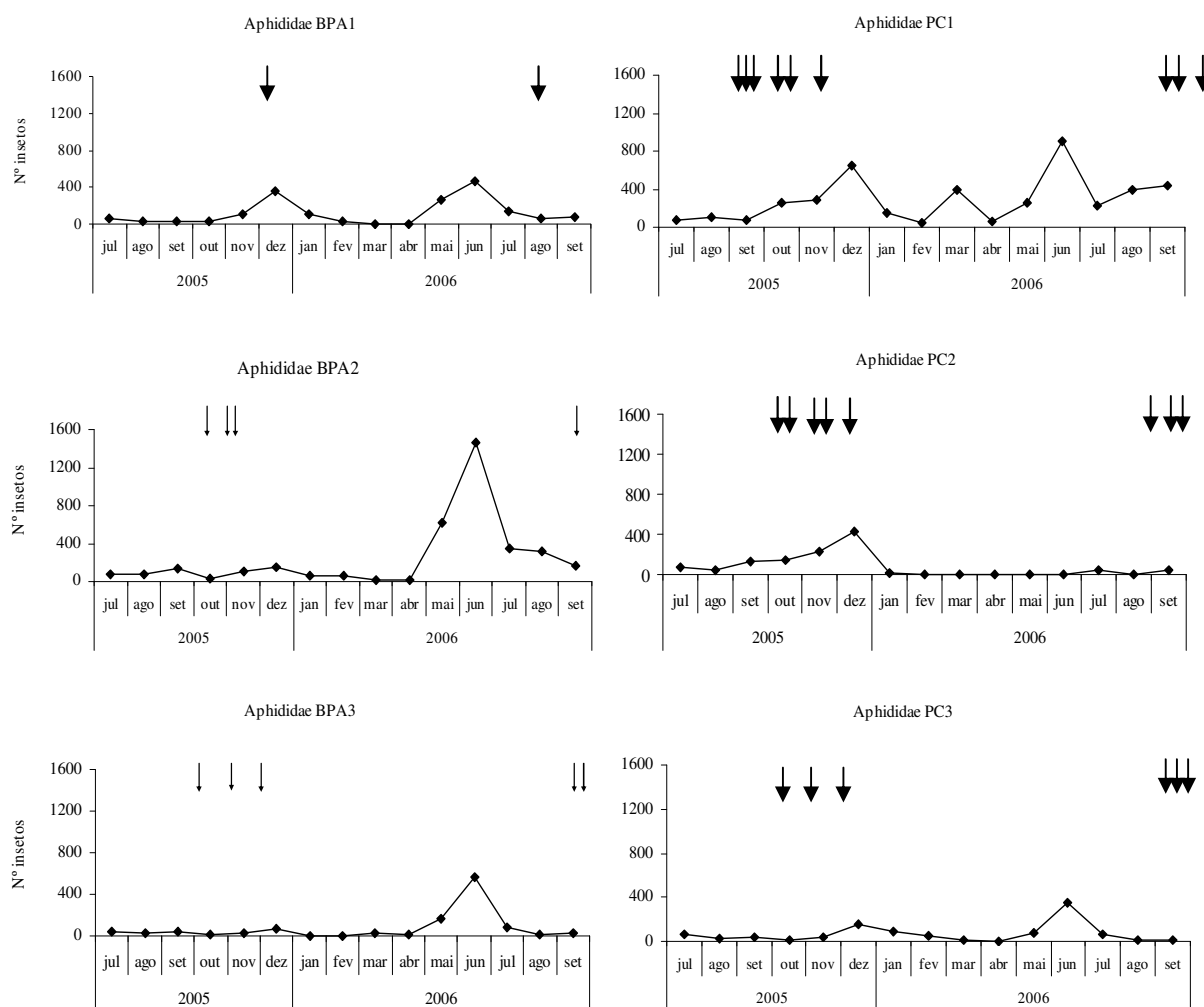 Aphididae BPA1
Nº insetos
1600
1200
800
400
0
jul ago set out nov dez jan fev mar abr mai jun jul ago set
2005 2006
Aphididae PC1
1600
1200
800
400
0
jul ago set out nov dez jan fev mar abr mai jun jul ago set
2005 2006
Aphididae BPA2
Nº insetos
1600
1200
800
400
0
jul ago set out nov dez jan fev mar abr mai jun jul ago set
2005 2006
Aphididae PC2
1600
1200
800
400
0
jul ago set out nov dez jan fev mar abr mai jun jul ago set
2005 2006
Aphididae BPA3
Nº insetos
1600
1200
800
400
0
jul ago set out nov dez jan fev mar abr mai jun jul ago set
2005 2006
Aphididae PC3
1600
1200
800
400
0
jul ago set out nov dez jan fev mar abr mai jun jul ago set
2005 2006